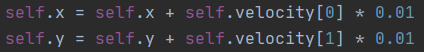 self.x = self.x + self.velocity[0] * 0.01
self.y = self.y + self.velocity[1] * 0.01